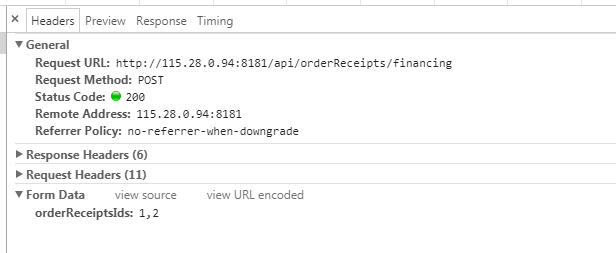 × Headers Preview Response Timing
▼ General
Request URL: http://115.28.0.94:8181/api/orderReceipts/financing
Request Method: POST
Status Code: 200
Remote Address: 115.28.0.94:8181
Referrer Policy: no-referrer-when-downgrade
▶ Response Headers (6)
▶ Request Headers (11)
▼ Form Data view source view URL encoded
orderReceiptsIds: 1,2